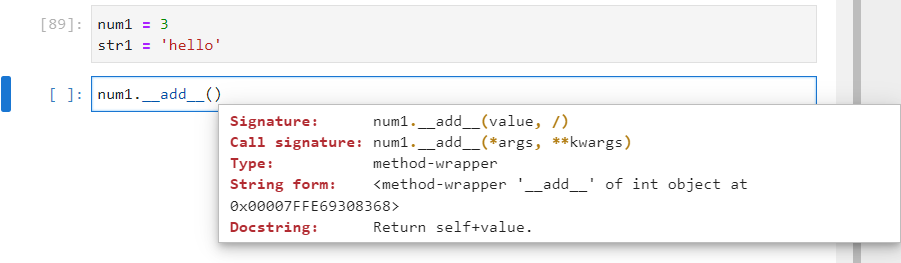 [89]: num1 = 3
str1 = 'hello'
[ ]: num1.__add__()
Signature: num1.__add__(value, /)
Call signature: num1.__add__(*args, **kwargs)
Type: method-wrapper
String form: <method-wrapper '__add__' of int object at
0x00007FFE69308368>
Docstring: Return self+value.